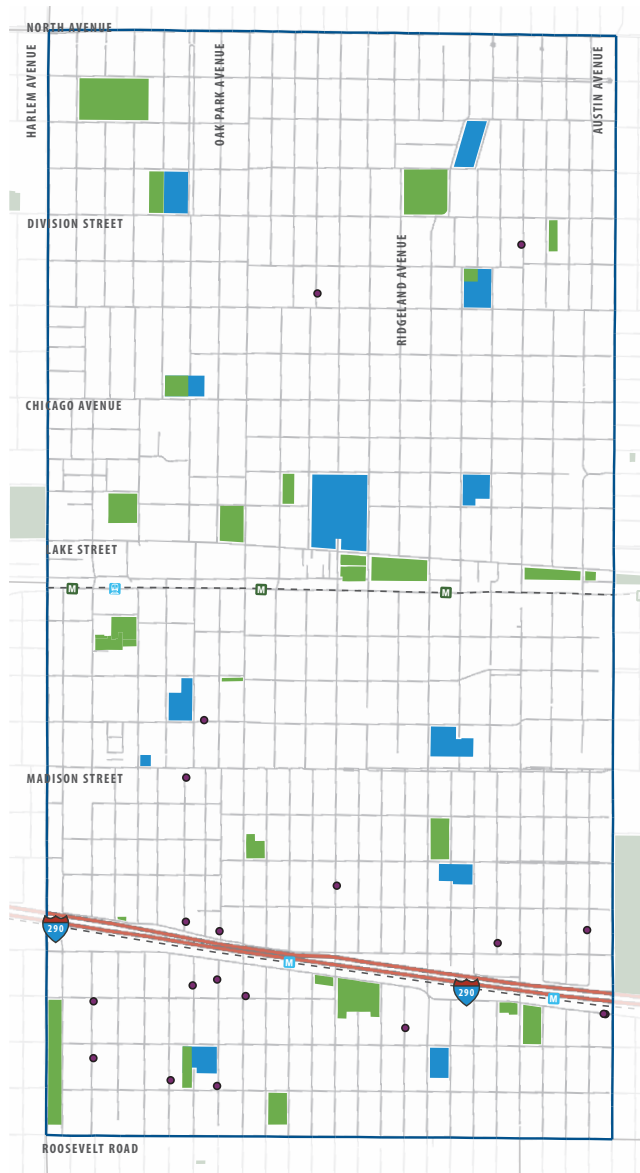 NORTH AVENUE
HARLEM AVENUE
OAK PARK AVENUE
AUSTIN AVENUE
DIVISION STREET
RIDGELAND AVENUE
CHICAGO AVENUE
LAKE STREET
M
M
M
MADISON STREET
290
M
290
M
ROOSEVELT ROAD